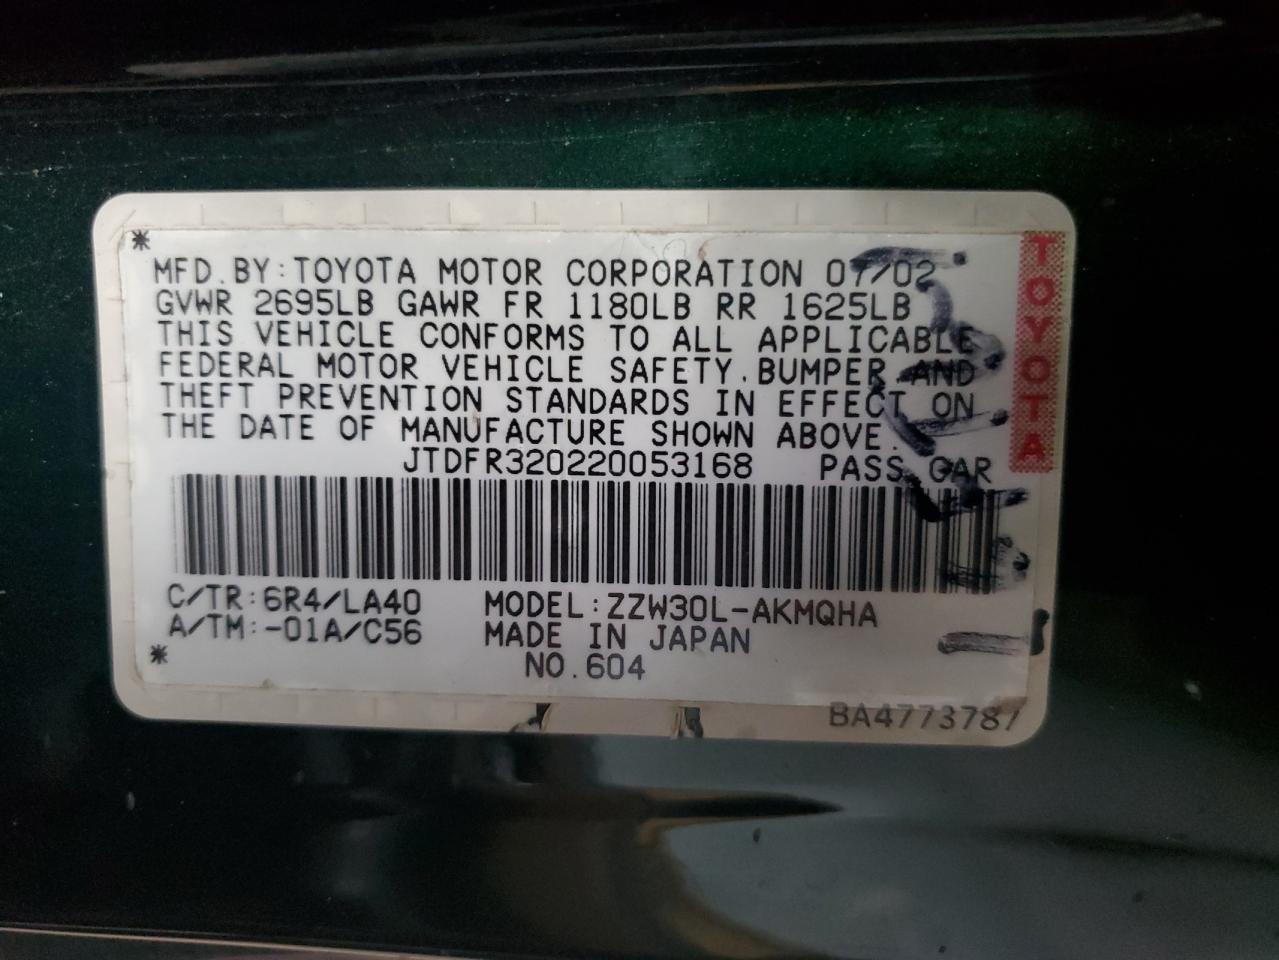 MFD. BY: TOYOTA MOTOR CORPORATION 07/02
GVWR 2695LB GAWR FR 1180LB RR 1625LB
THIS VEHICLE CONFORMS TO ALL APPLICABLE
FEDERAL MOTOR VEHICLE SAFETY, BUMPER, AND
THEFT PREVENTION STANDARDS IN EFFECT ON
THE DATE OF MANUFACTURE SHOWN ABOVE.
JTDFR320220053168 PASS. CAR
C/TR: 6R4/LA40 MODEL: ZZW30L-AKMQHA
A/TM: -01A/C56 MADE IN JAPAN
NO. 604
BA4773787
TOYOTA